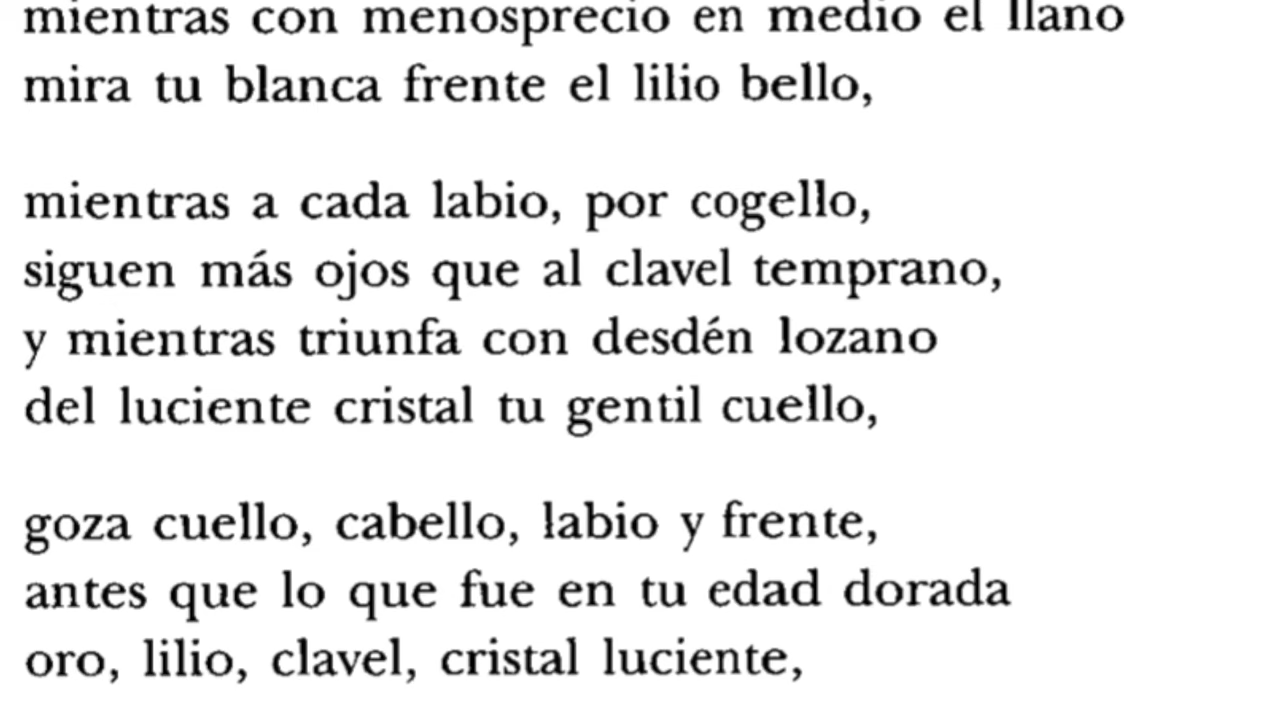 mientras con menosprecio en medio el llano
mira tu blanca frente el lilio bello,
mientras a cada labio, por cogello,
siguen más ojos que al clavel temprano,
y mientras triunfa con desdén lozano
del luciente cristal tu gentil cuello,
goza cuello, cabello, labio y frente,
antes que lo que fue en tu edad dorada
oro, lilio, clavel, cristal luciente,